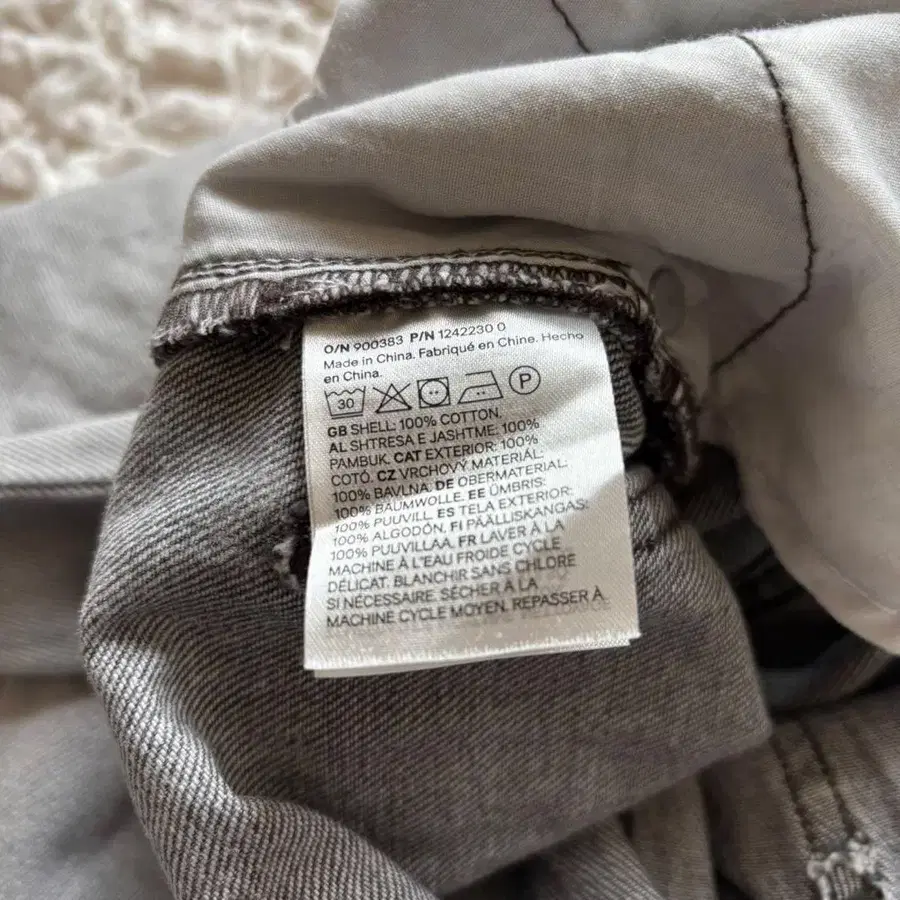 O/N 900383 P/N 1242230 0
Made in China. Fabriqué en Chine. Hecho
en China.
30 P
GB SHELL: 100% COTTON.
AL SHTRESA E JASHTME: 100%
PAMBUK. CAT EXTERIOR: 100%
COTÓ. CZ VRCHOVÝ MATERIÁL:
100% BAVLNA. DE OBERMATERIAL:
100% BAUMWOLLE. EE ÜMBRIS:
100% PUUVILL. ES TELA EXTERIOR:
100% ALGODÓN. FI PÄÄLLISKANGAS:
100% PUUVILLAA. FR LAVER À LA
MACHINE À L'EAU FROIDE CYCLE
DÉLICAT. BLANCHIR SANS CHLORE
SI NÉCESSAIRE. SÉCHER À LA
MACHINE CYCLE MOYEN. REPASSER À